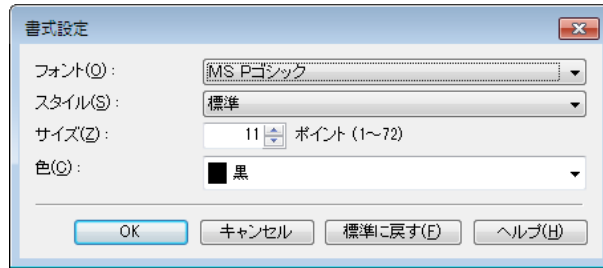 書式設定
フォント(O): MS Pゴシック
スタイル(S): 標準
サイズ(Z): 11 ポイント (1~72)
色(C): 黒
OK キャンセル 標準に戻す(F) ヘルプ(H)